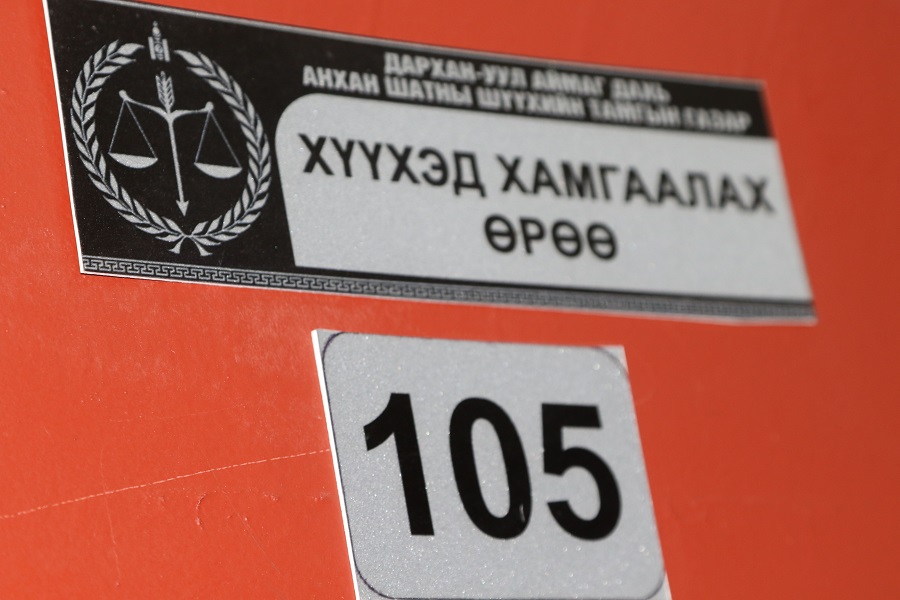 ДАРХАН-УУЛ АЙМАГ ДАХЬ
АНХАН ШАТНЫ ШҮҮХИЙН ТАМГЫН ГАЗАР
ХҮҮХЭД ХАМГААЛАХ
ӨРӨӨ
105